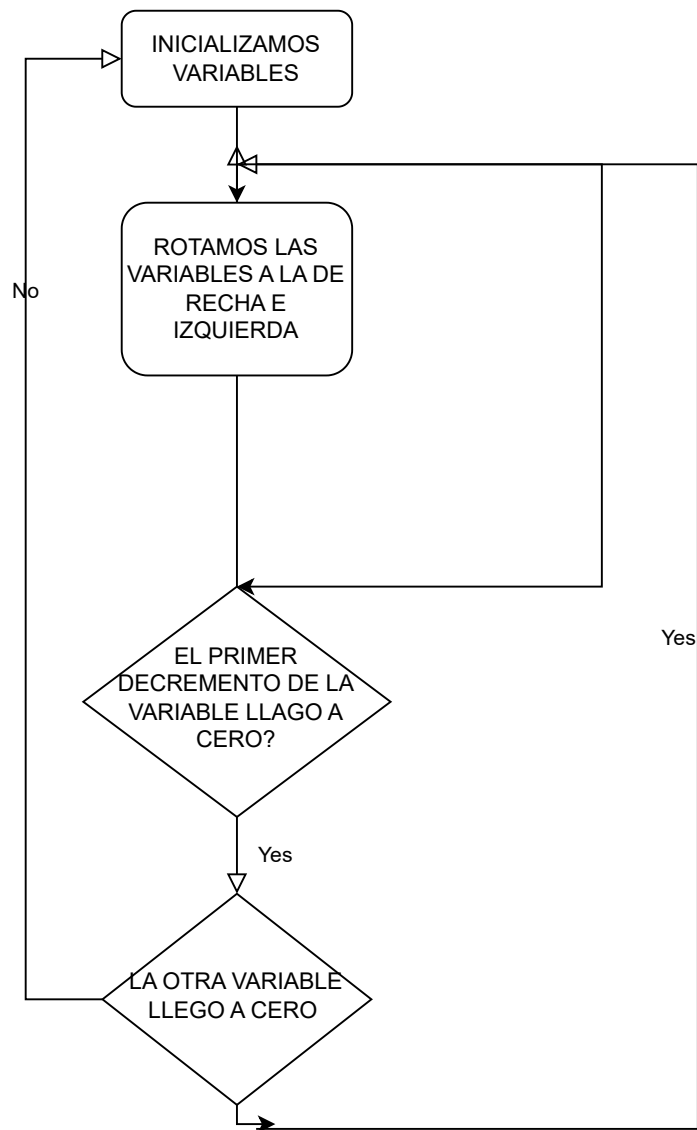 INICIALIZAMOS
VARIABLES
ROTAMOS LAS
VARIABLES A LA DE
RECHA E
IZQUIERDA
No
EL PRIMER
DECREMENTO DE LA
VARIABLE LLAGO A
CERO?
Yes
Yes
LA OTRA VARIABLE
LLEGO A CERO